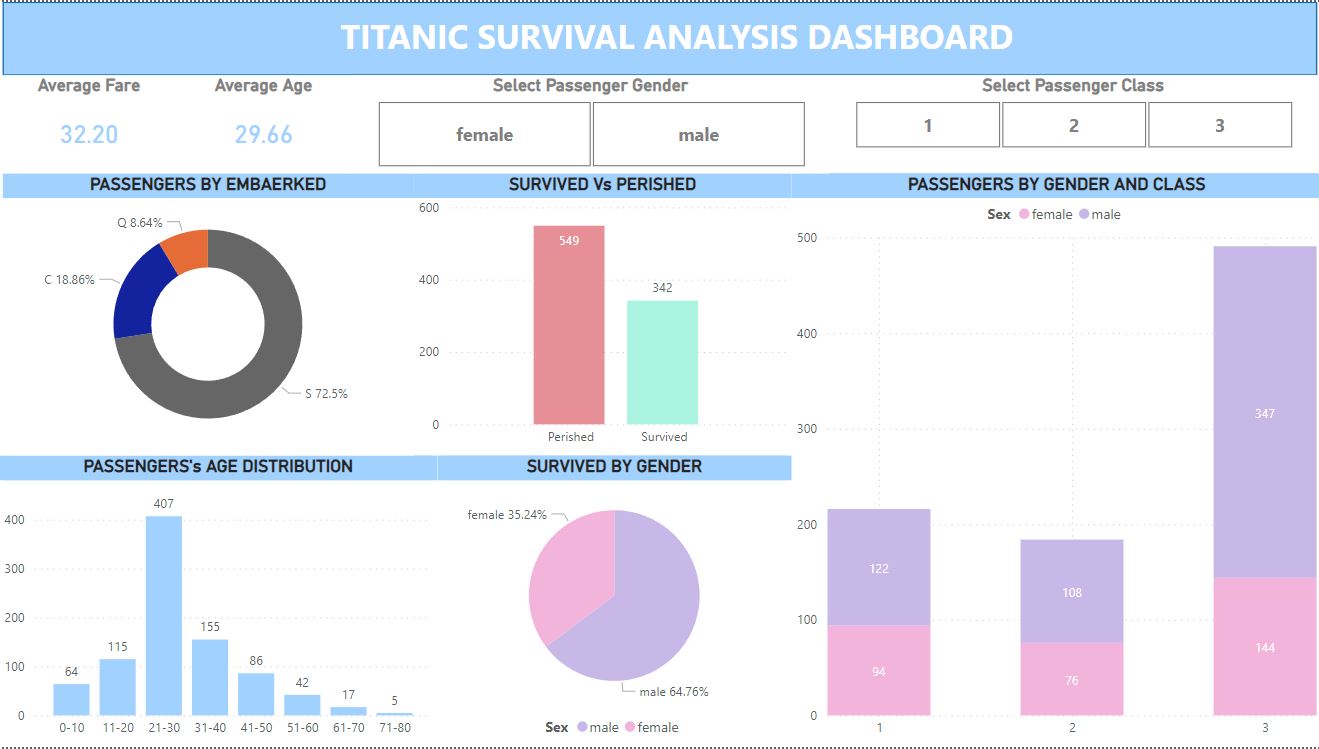 TITANIC SURVIVAL ANALYSIS DASHBOARD
Average Fare
32.20
Average Age
29.66
Select Passenger Gender
female
male
Select Passenger Class
1
2
3
PASSENGERS BY EMBAERKED
Q 8.64%
C 18.86%
S 72.5%
SURVIVED Vs PERISHED
600
400
200
0
549
342
Perished
Survived
PASSENGERS BY GENDER AND CLASS
Sex female male
500
400
300
200
100
0
122
94
108
76
347
144
1
2
3
PASSENGERS's AGE DISTRIBUTION
400
300
200
100
0
64
115
407
155
86
42
17
5
0-10
11-20
21-30
31-40
41-50
51-60
61-70
71-80
SURVIVED BY GENDER
female 35.24%
male 64.76%
Sex male female